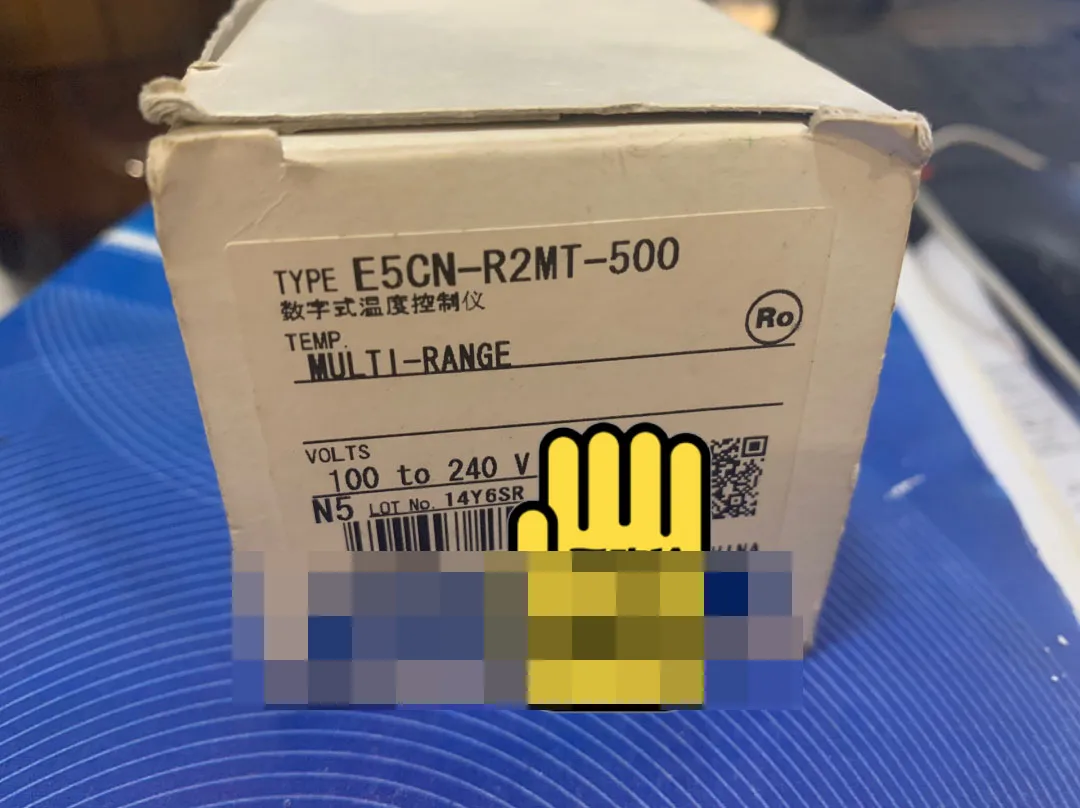 TYPE E5CN-R2MT-500
数字式温度控制仪
Ro
TEMP.
MULTI-RANGE
VOLTS
100 to 240 V
N5 LOT No. 14Y6SR